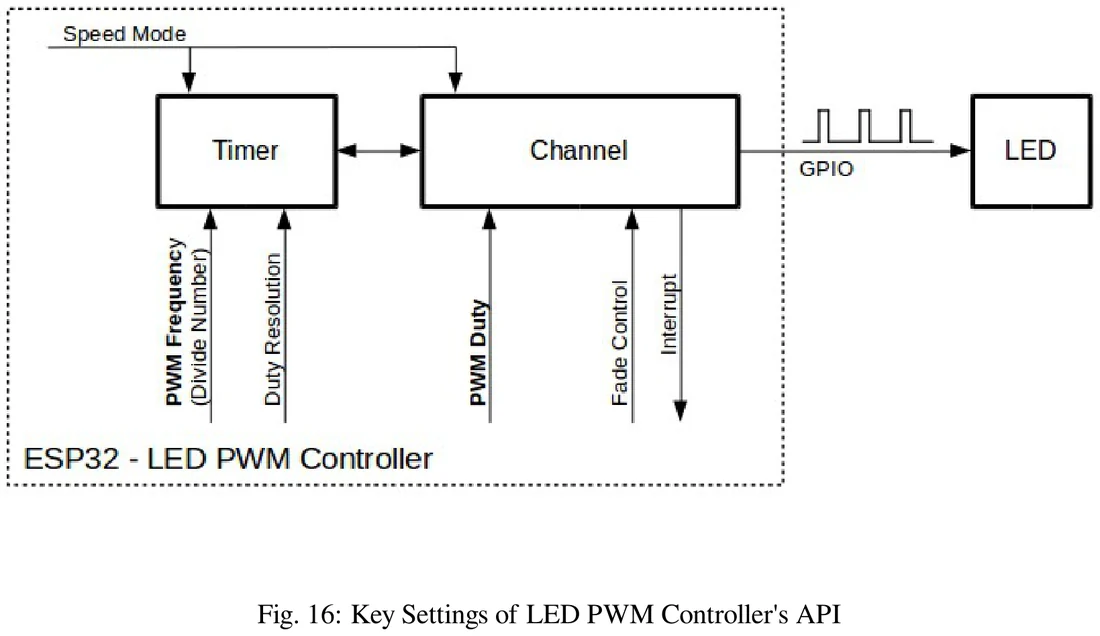 Speed Mode
Timer
Channel
GPIO
LED
PWM Frequency
(Divide Number)
Duty Resolution
PWM Duty
Fade Control
Interrupt
ESP32 - LED PWM Controller
Fig. 16: Key Settings of LED PWM Controller's API